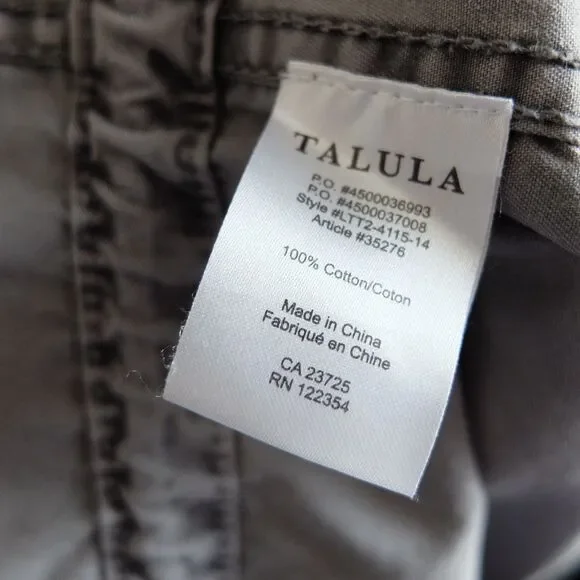 TALULA
P.O. #4500036993
P.O. #4500037008
Style #LTT2-4115-14
Article #35276
100% Cotton/Coton
Made in China
Fabriqué en Chine
CA 23725
RN 122354